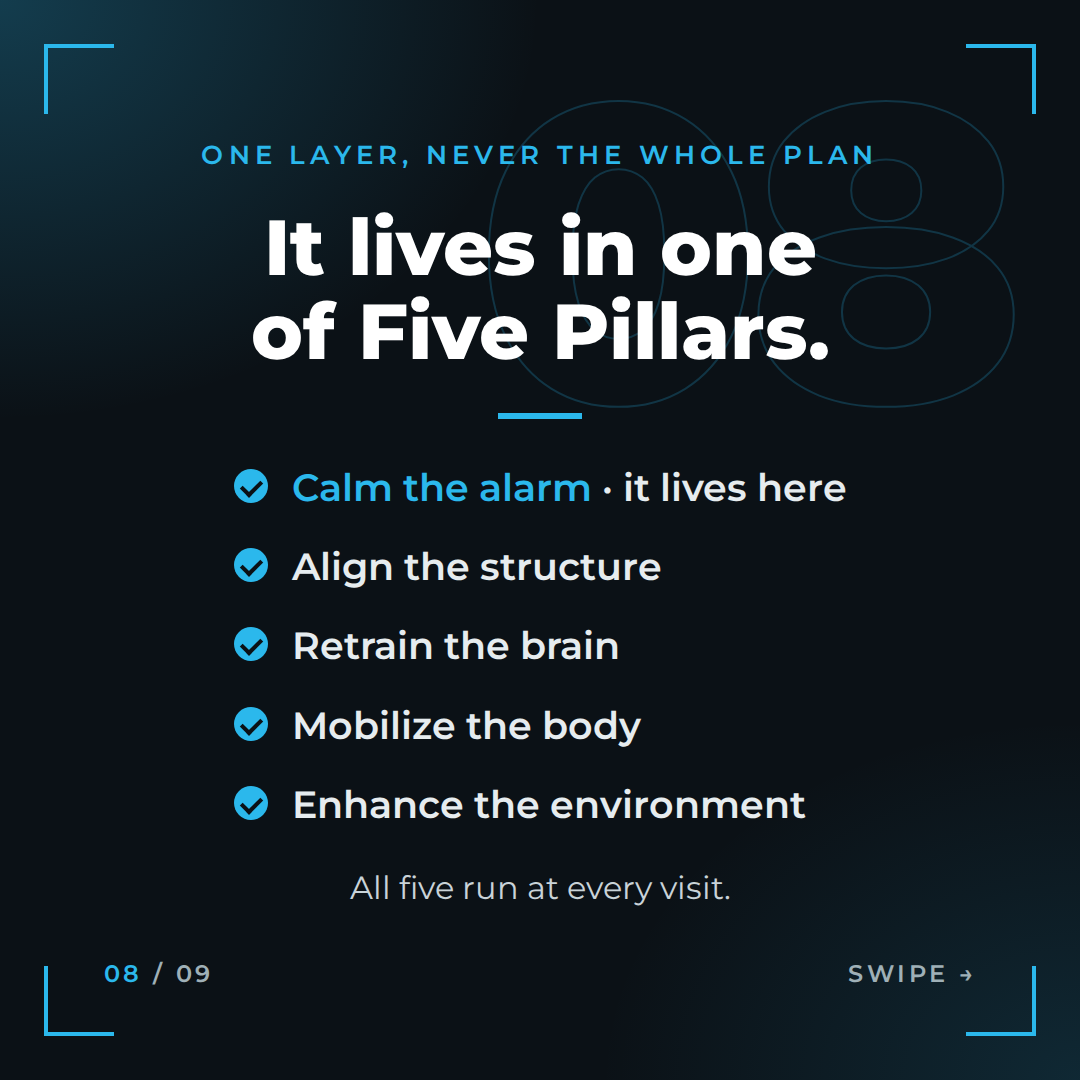 ONE LAYER, NEVER THE WHOLE PLAN
08
It lives in one
of Five Pillars.
Calm the alarm · it lives here
Align the structure
Retrain the brain
Mobilize the body
Enhance the environment
All five run at every visit.
08 / 09
SWIPE →